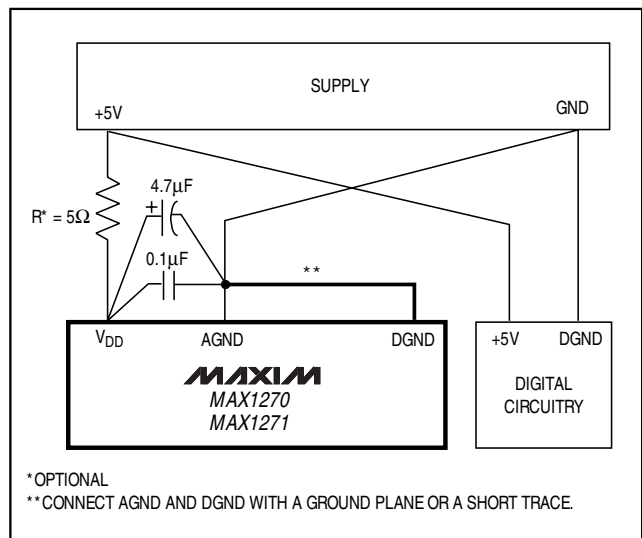 SUPPLY
+5V
GND
4.7µF
+
R* = 5Ω
0.1µF
**
VDD
AGND
DGND
+5V
DGND
MAXIM
MAX1270
MAX1271
DIGITAL
CIRCUITRY
*OPTIONAL
**CONNECT AGND AND DGND WITH A GROUND PLANE OR A SHORT TRACE.